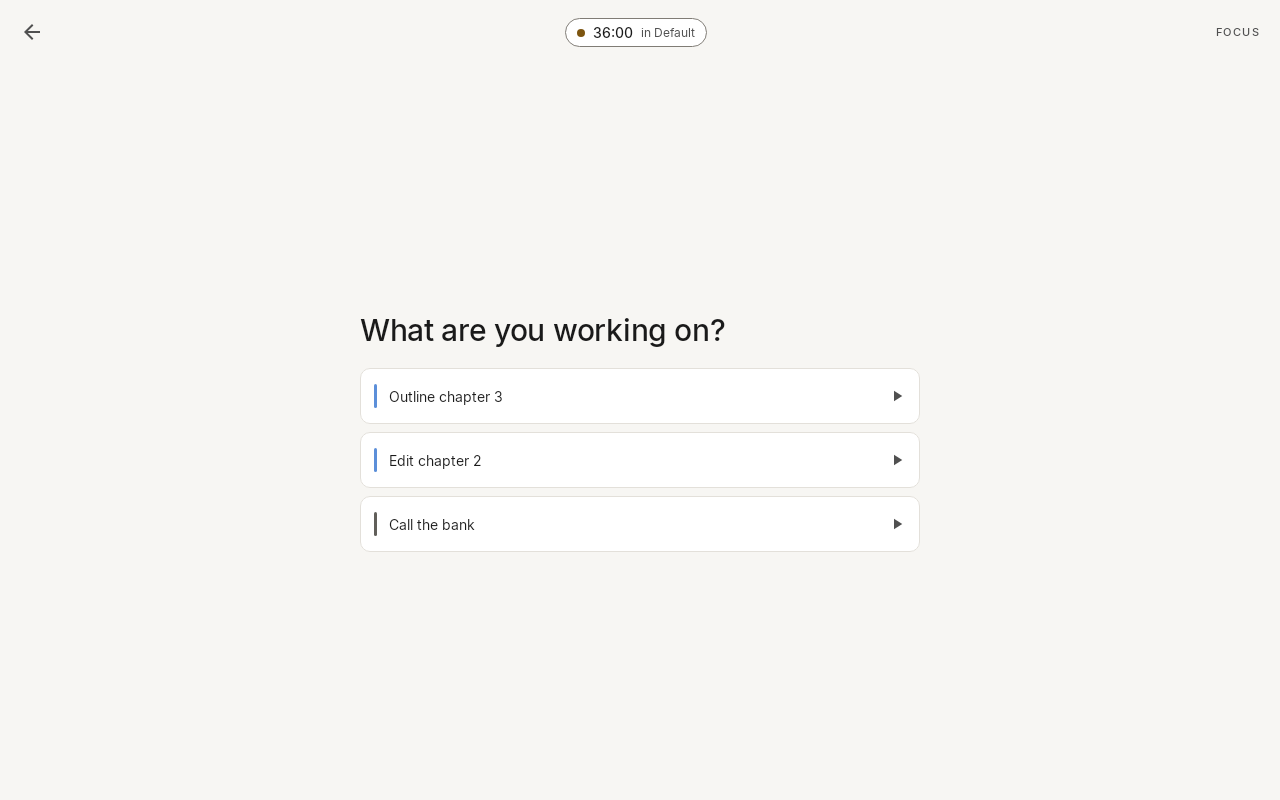 36:00 in Default
FOCUS
What are you working on?
Outline chapter 3
Edit chapter 2
Call the bank